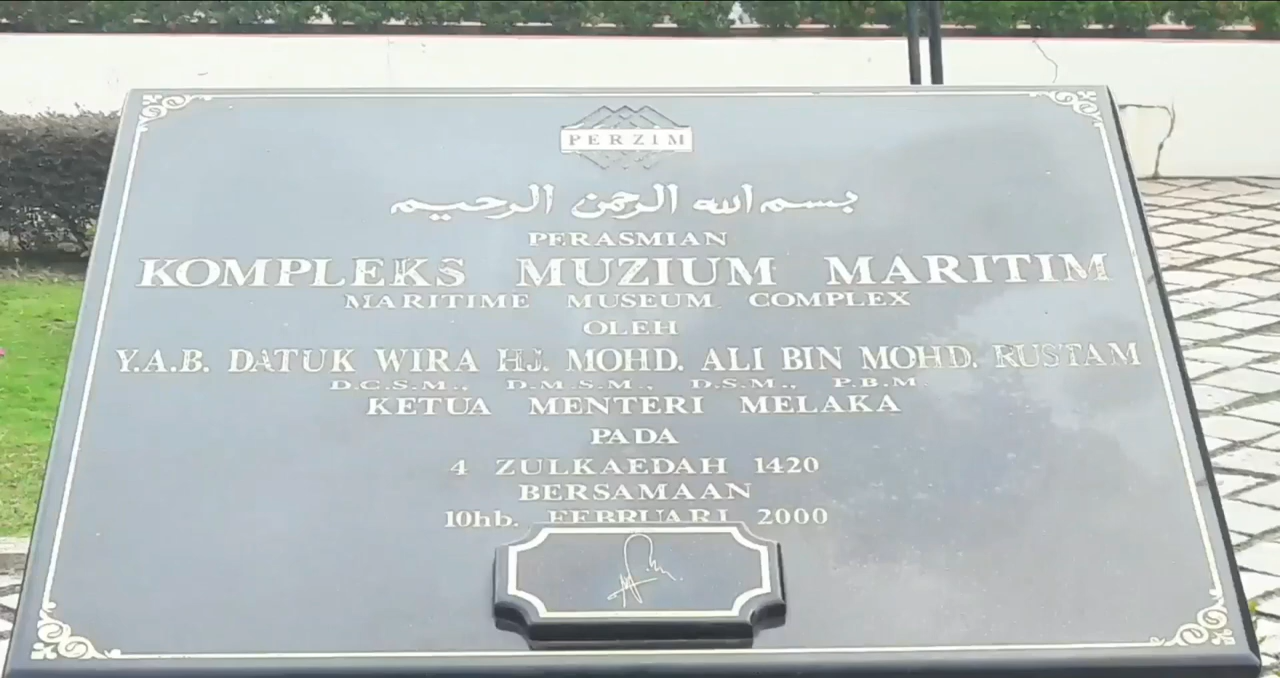 PERZIM
بسم الله الرحمن الرحيم
PERASMIAN
KOMPLEKS MUZIUM MARITIM
MARITIME MUSEUM COMPLEX
OLEH
Y.A.B. DATUK WIRA HJ. MOHD. ALI BIN MOHD. RUSTAM
D.C.S.M., D.M.S.M., D.S.M., P.B.M.
KETUA MENTERI MELAKA
PADA
4 ZULKAEDAH 1420
BERSAMAAN
10hb. FEBRUARI 2000